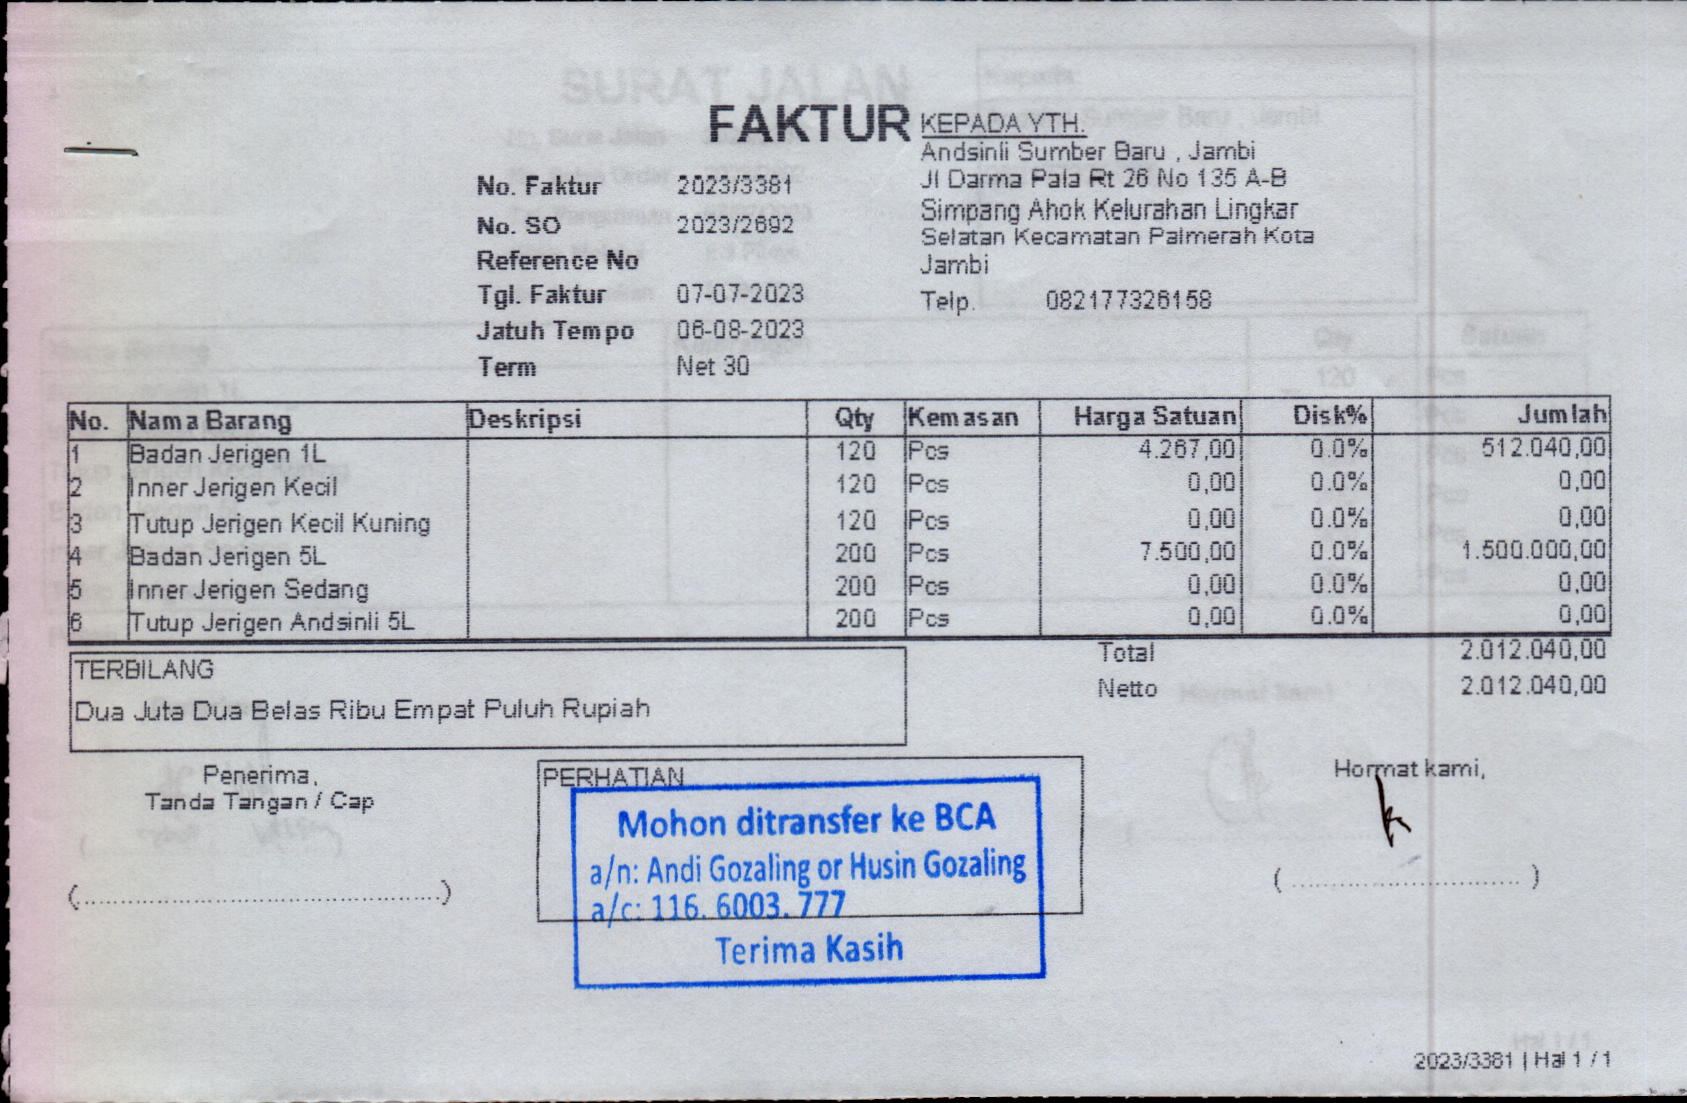 FAKTUR
KEPADA YTH.
Andsinli Sumber Baru , Jambi
Jl Darma Pala Rt 26 No 135 A-B
Simpang Ahok Kelurahan Lingkar
Selatan Kecamatan Palmerah Kota
Jambi
Telp. 082177326158
No. Faktur 2023/3381
No. SO 2023/2692
Reference No
Tgl. Faktur 07-07-2023
Jatuh Tempo 06-08-2023
Term Net 30
No. Nama Barang Deskripsi Qty Kemasan Harga Satuan Disk% Jumlah
1 Badan Jerigen 1L 120 Pcs 4.267,00 0.0% 512.040,00
2 Inner Jerigen Kecil 120 Pcs 0,00 0.0% 0,00
3 Tutup Jerigen Kecil Kuning 120 Pcs 0,00 0.0% 0,00
4 Badan Jerigen 5L 200 Pcs 7.500,00 0.0% 1.500.000,00
5 Inner Jerigen Sedang 200 Pcs 0,00 0.0% 0,00
6 Tutup Jerigen Andsinli 5L 200 Pcs 0,00 0.0% 0,00
Total 2.012.040,00
Netto 2.012.040,00
TERBILANG
Dua Juta Dua Belas Ribu Empat Puluh Rupiah
Penerima,
Tanda Tangan / Cap
(............................................)
PERHATIAN
Mohon ditransfer ke BCA
a/n: Andi Gozaling or Husin Gozaling
a/c: 116. 6003. 777
Terima Kasih
Hormat kami,
( ............................ )
2023/3381 | Hal 1 / 1